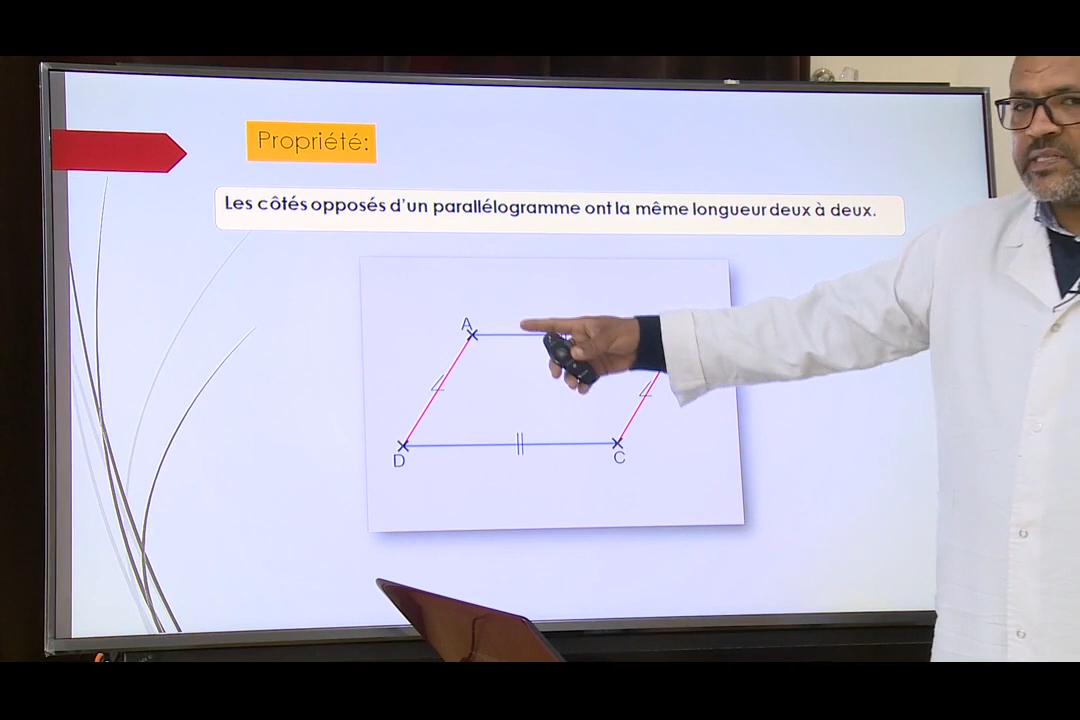 Propriété:
Les côtés opposés d'un parallélogramme ont la même longueur deux à deux.
A
D
C